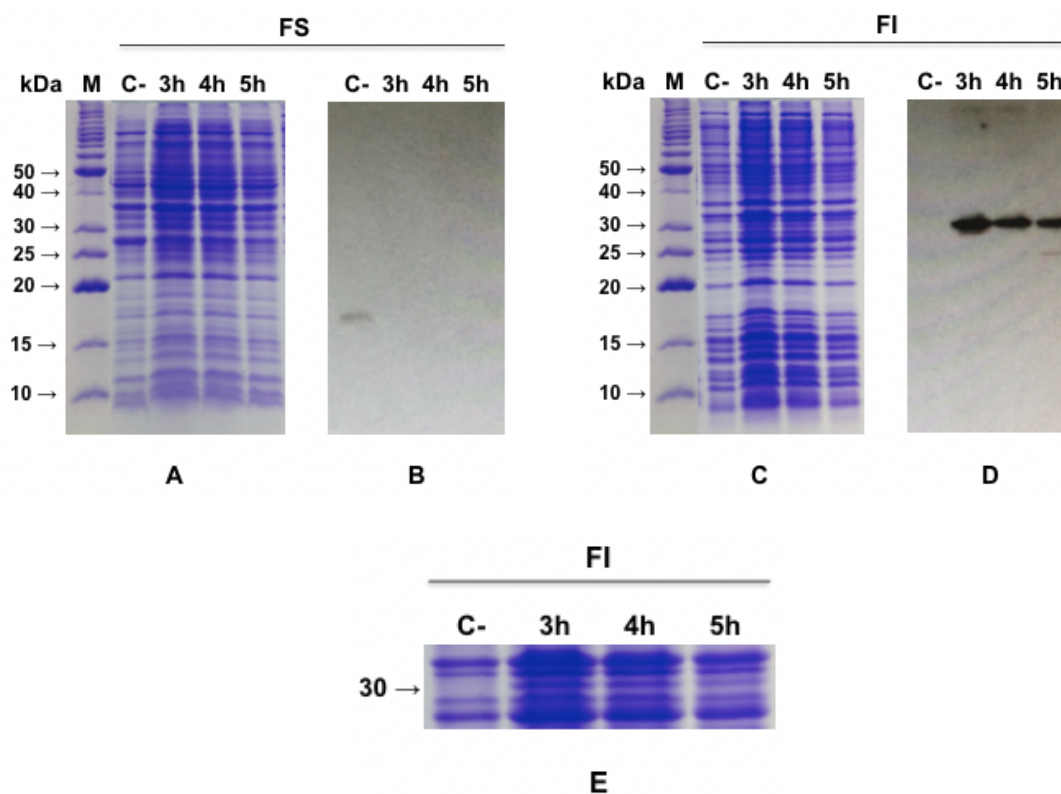 FS
FI
kDa M C- 3h 4h 5h
C- 3h 4h 5h
kDa M C- 3h 4h 5h
C- 3h 4h 5h
50 →
40 →
30 →
25 →
20 →
15 →
10 →
50 →
40 →
30 →
25 →
20 →
15 →
10 →
A
B
C
D
FI
C- 3h 4h 5h
30 →
E